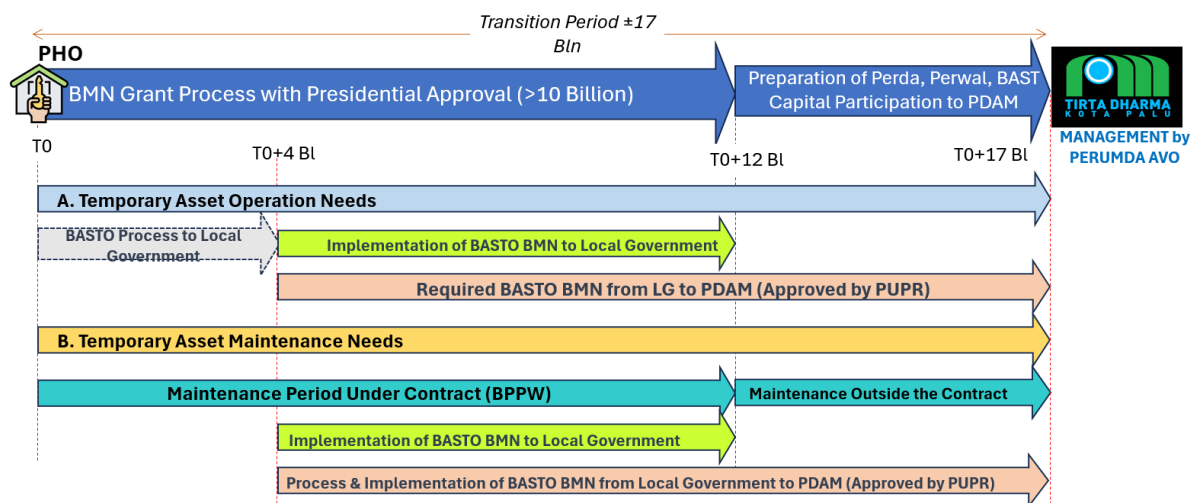 Transition Period ±17
Bln
PHO
BMN Grant Process with Presidential Approval (>10 Billion)
Preparation of Perda, Perwal, BAST
Capital Participation to PDAM
TIRTA DHARMA
KOTA PALU
MANAGEMENT by
PERUMDA AVO
T0
T0+4 Bl
T0+12 Bl
T0+17 Bl
A. Temporary Asset Operation Needs
BASTO Process to Local
Government
Implementation of BASTO BMN to Local Government
Required BASTO BMN from LG to PDAM (Approved by PUPR)
B. Temporary Asset Maintenance Needs
Maintenance Period Under Contract (BPPW)
Maintenance Outside the Contract
Implementation of BASTO BMN to Local Government
Process & Implementation of BASTO BMN from Local Government to PDAM (Approved by PUPR)